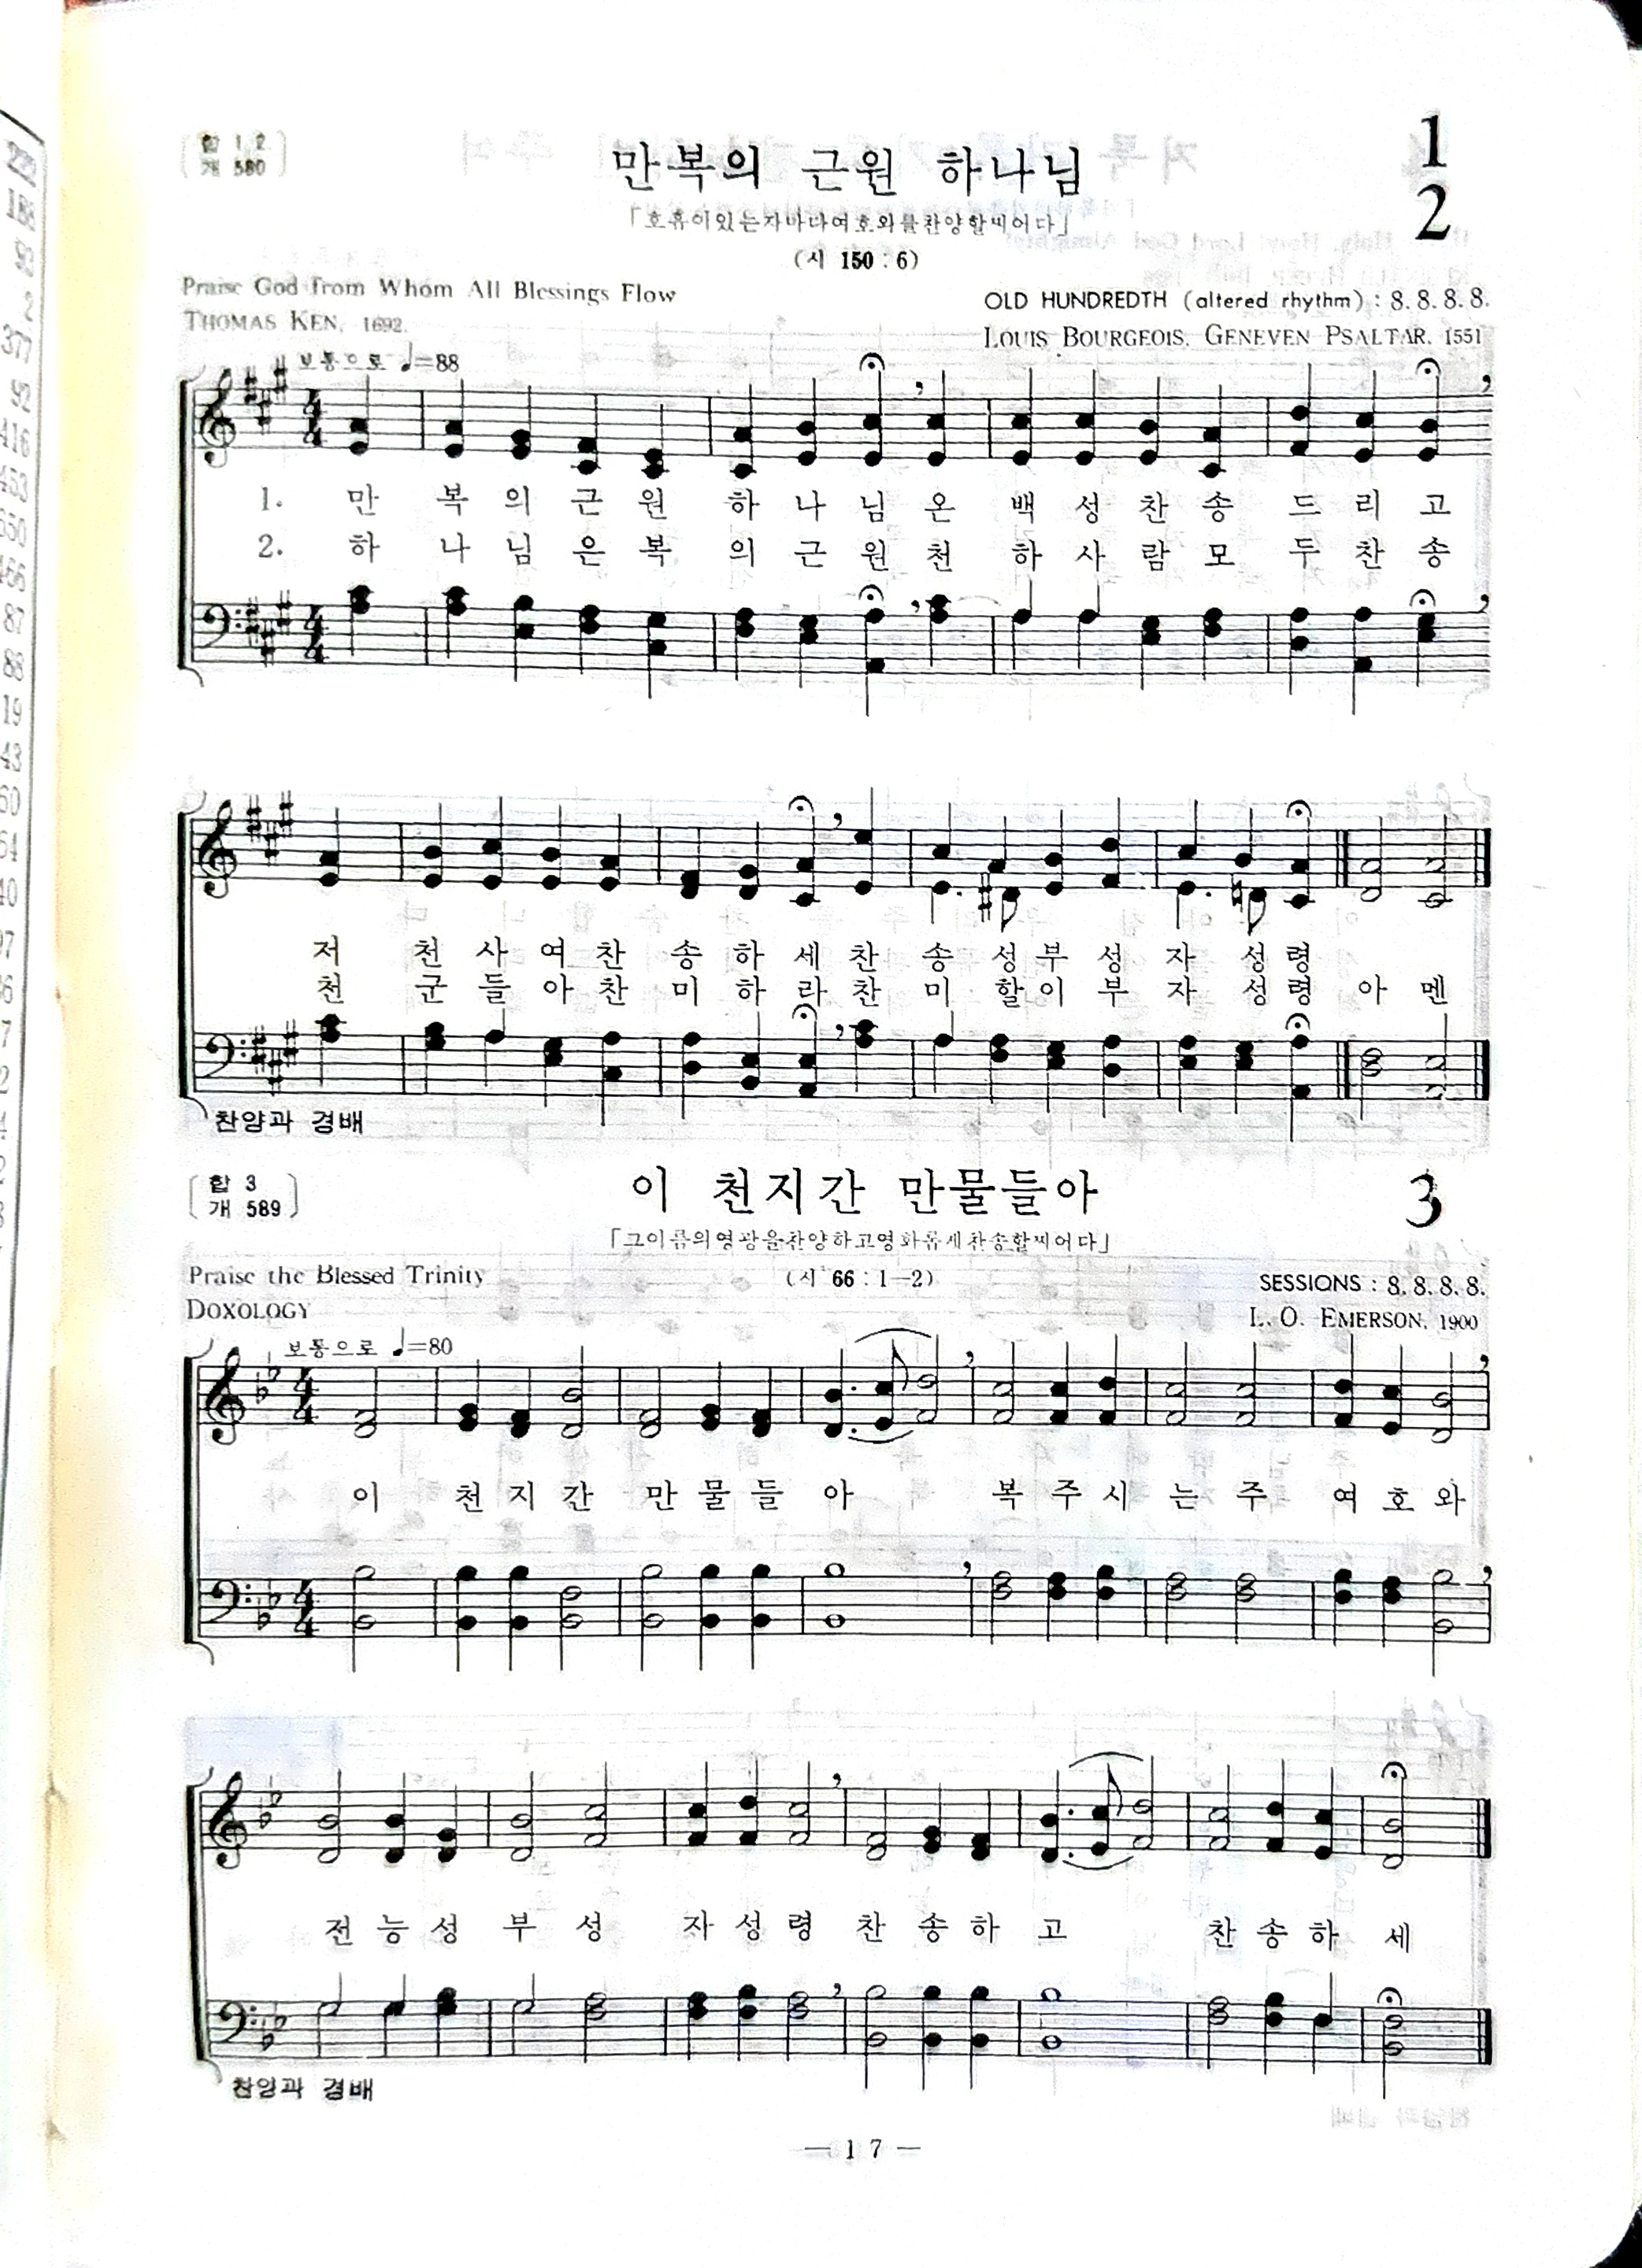 합 1 2
개 580
만복의 근원 하나님
1
2
「호흡이있는자마다여호와를찬양할찌어다」
(시 150 : 6)
Praise God from Whom All Blessings Flow
OLD HUNDREDTH (altered rhythm) : 8. 8. 8. 8.
THOMAS KEN, 1692.
LOUIS BOURGEOIS, GENEVEN PSALTAR, 1551
보통으로 ♩=88
1. 만 복 의 근 원 하 나 님 온 백 성 찬 송 드 리 고
2. 하 나 님 은 복 의 근 원 천 하 사 람 모 두 찬 송
저 천 사 여 찬 송 하 세 찬 송 성 부 성 자 성 령
천 군 들 아 찬 미 하 라 찬 미 할 이 부 자 성 령 아 멘
찬양과 경배
합 3
개 589
이 천지간 만물들아
3
「그이름의영광을찬양하고영화롭게찬송할찌어다」
Praise the Blessed Trinity
(시 66 : 1—2)
SESSIONS : 8. 8. 8. 8.
DOXOLOGY
L. O. EMERSON, 1900
보통으로 ♩=80
이 천 지 간 만 물 들 아 복 주 시 는 주 여 호 와
전 능 성 부 성 자 성 령 찬 송 하 고 찬 송 하 세
찬양과 경배
— 1 7 —